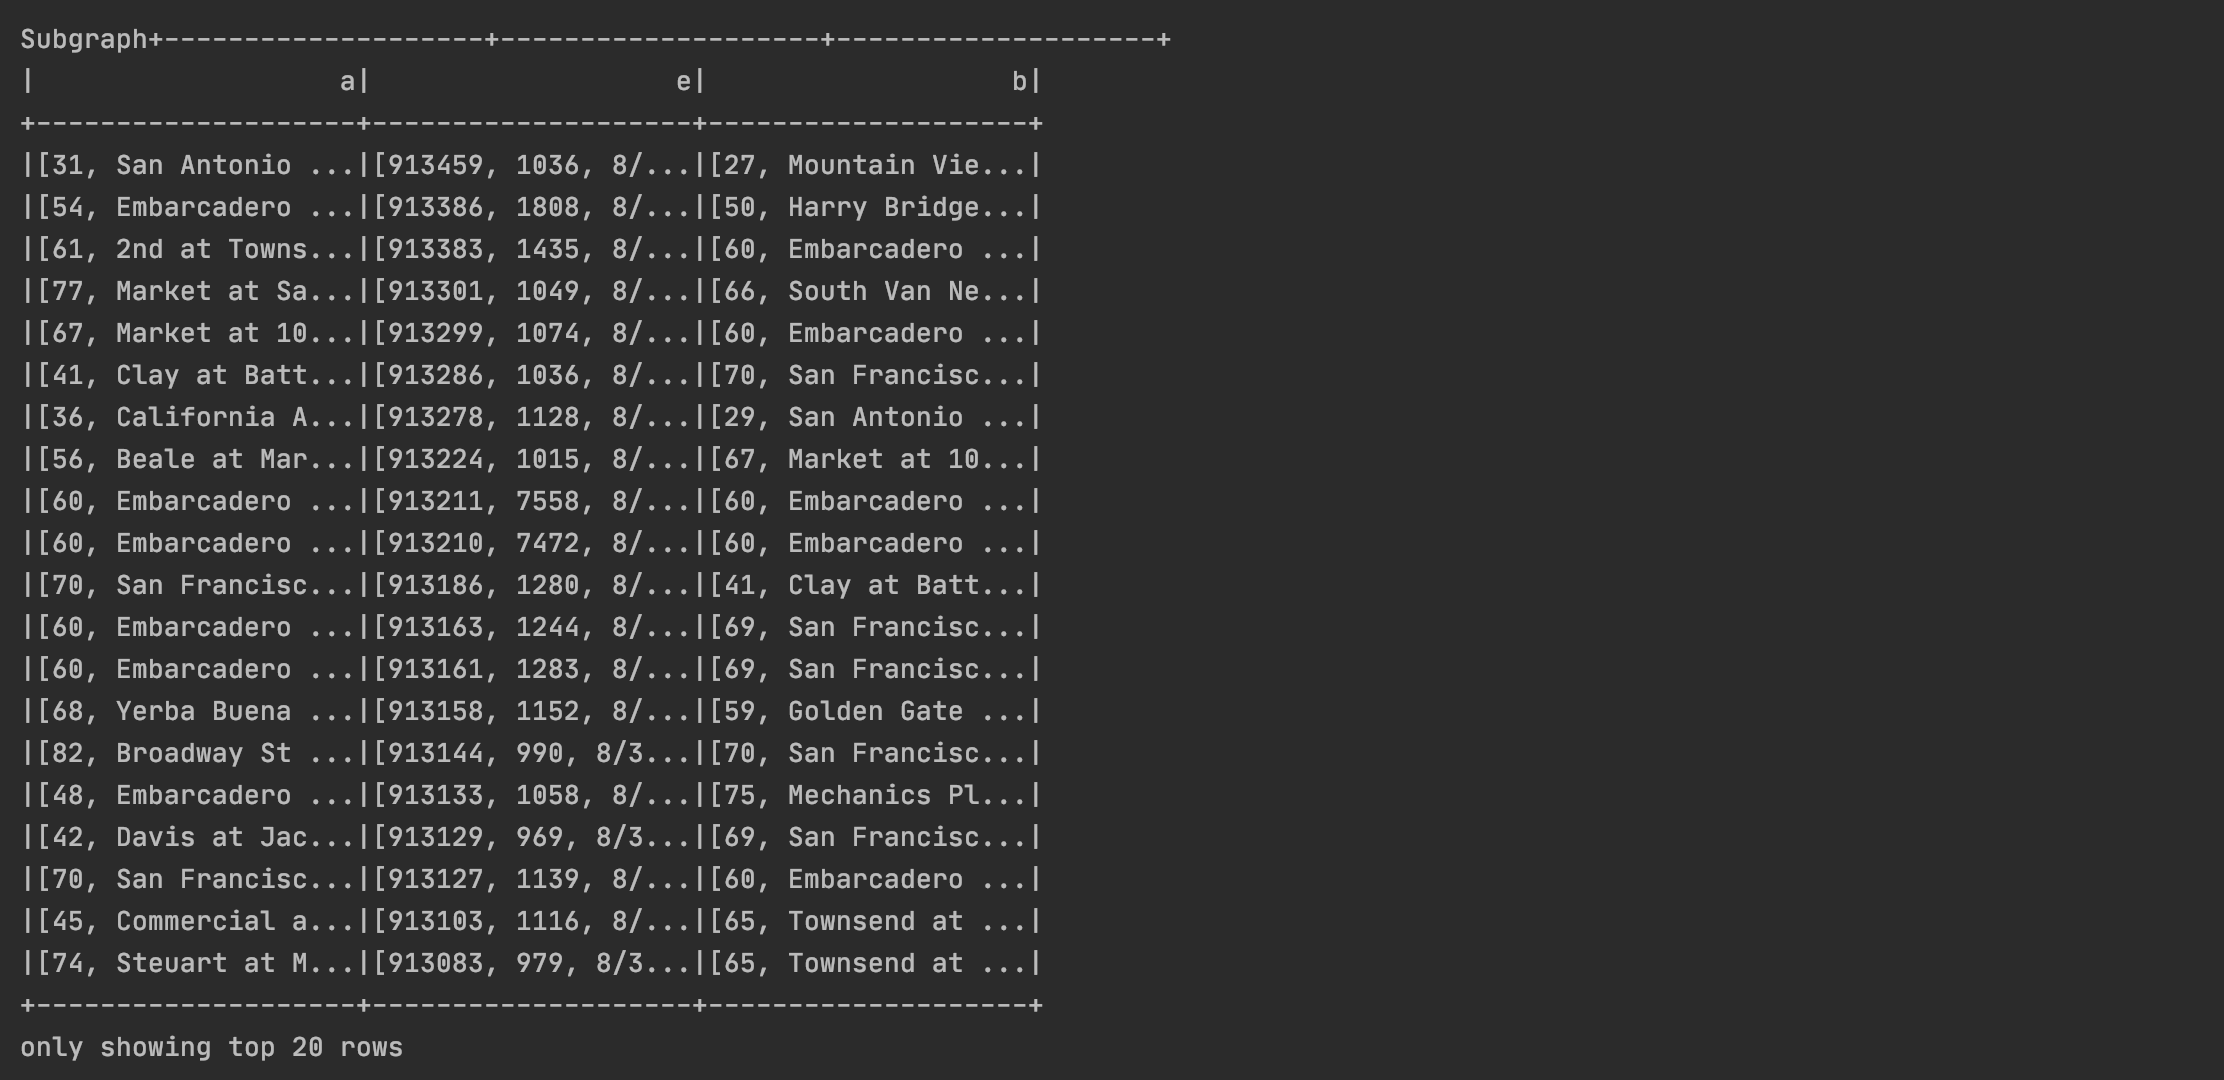 Subgraph+--------------------+--------------------+--------------------+
|                   a|                   e|                   b|
+--------------------+--------------------+--------------------+
|[31, San Antonio ...|[913459, 1036, 8/...|[27, Mountain Vie...|
|[54, Embarcadero ...|[913386, 1808, 8/...|[50, Harry Bridge...|
|[61, 2nd at Towns...|[913383, 1435, 8/...|[60, Embarcadero ...|
|[77, Market at Sa...|[913301, 1049, 8/...|[66, South Van Ne...|
|[67, Market at 10...|[913299, 1074, 8/...|[60, Embarcadero ...|
|[41, Clay at Batt...|[913286, 1036, 8/...|[70, San Francisc...|
|[36, California A...|[913278, 1128, 8/...|[29, San Antonio ...|
|[56, Beale at Mar...|[913224, 1015, 8/...|[67, Market at 10...|
|[60, Embarcadero ...|[913211, 7558, 8/...|[60, Embarcadero ...|
|[60, Embarcadero ...|[913210, 7472, 8/...|[60, Embarcadero ...|
|[70, San Francisc...|[913186, 1280, 8/...|[41, Clay at Batt...|
|[60, Embarcadero ...|[913163, 1244, 8/...|[69, San Francisc...|
|[60, Embarcadero ...|[913161, 1283, 8/...|[69, San Francisc...|
|[68, Yerba Buena ...|[913158, 1152, 8/...|[59, Golden Gate ...|
|[82, Broadway St ...|[913144, 990, 8/3...|[70, San Francisc...|
|[48, Embarcadero ...|[913133, 1058, 8/...|[75, Mechanics Pl...|
|[42, Davis at Jac...|[913129, 969, 8/3...|[69, San Francisc...|
|[70, San Francisc...|[913127, 1139, 8/...|[60, Embarcadero ...|
|[45, Commercial a...|[913103, 1116, 8/...|[65, Townsend at ...|
|[74, Steuart at M...|[913083, 979, 8/3...|[65, Townsend at ...|
+--------------------+--------------------+--------------------+
only showing top 20 rows